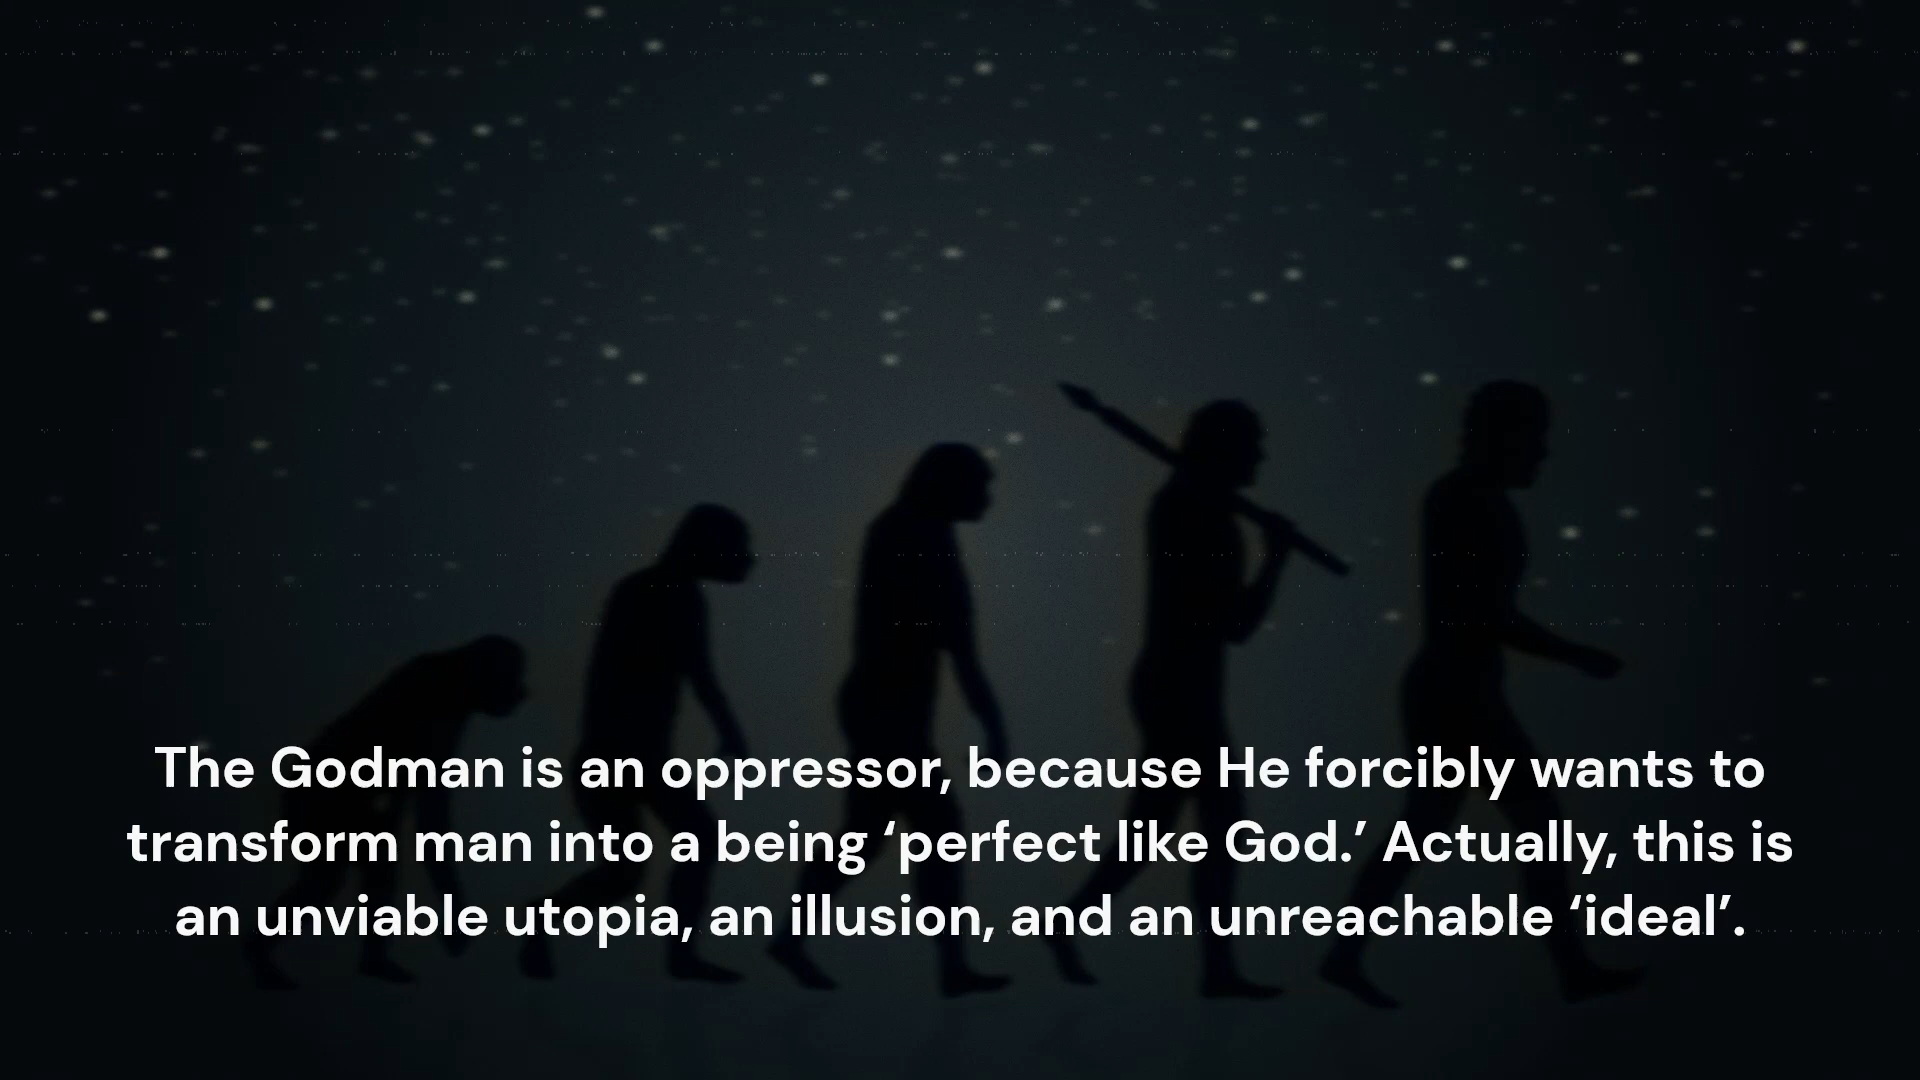 The Godman is an oppressor, because He forcibly wants to
transform man into a being ‘perfect like God.’ Actually, this is
an unviable utopia, an illusion, and an unreachable ‘ideal’.